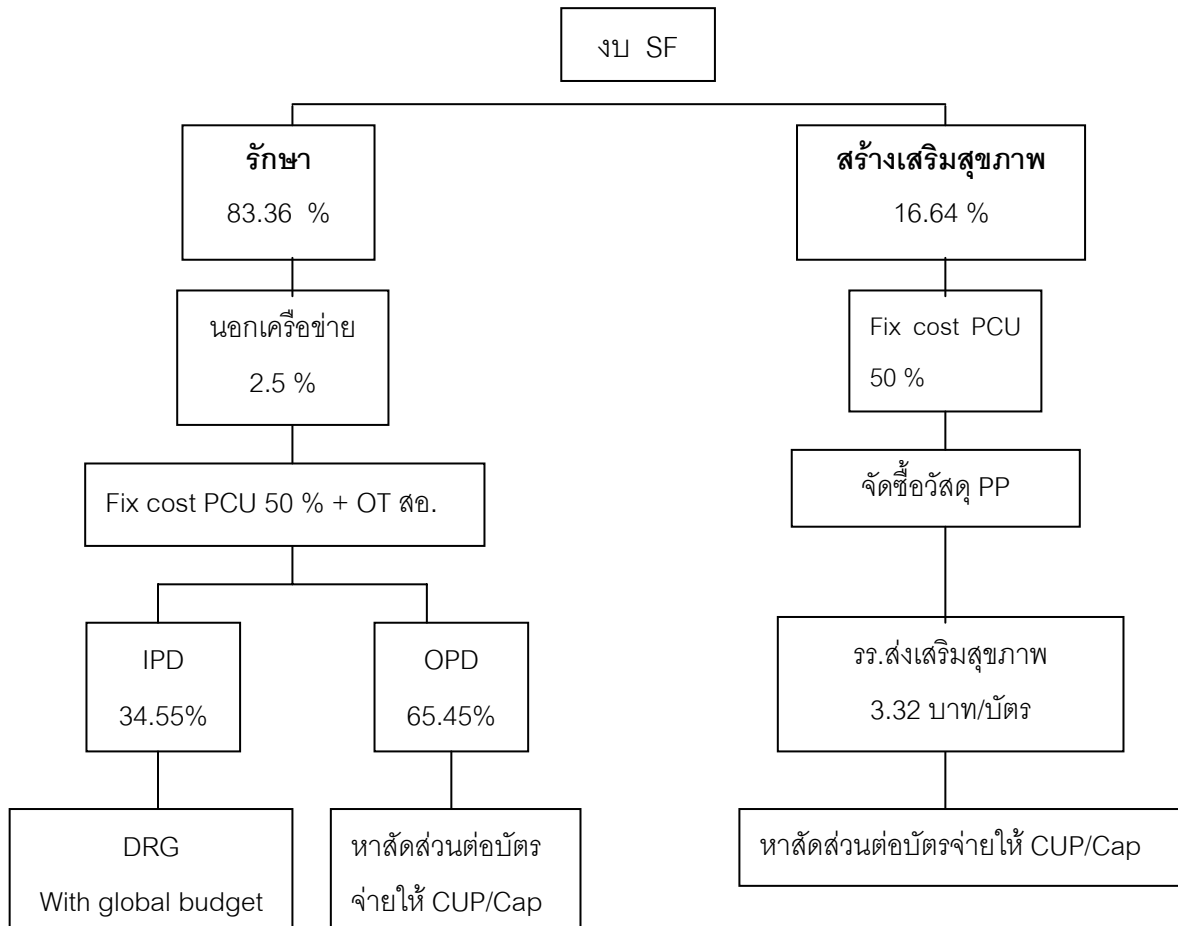 งบ SF
รักษา
83.36 %
สร้างเสริมสุขภาพ
16.64 %
นอกเครือข่าย
2.5 %
Fix cost PCU
50 %
Fix cost PCU 50 % + OT สอ.
จัดซื้อวัสดุ PP
IPD
34.55%
OPD
65.45%
รร.ส่งเสริมสุขภาพ
3.32 บาท/บัตร
DRG
With global budget
หาสัดส่วนต่อบัตร
จ่ายให้ CUP/Cap
หาสัดส่วนต่อบัตรจ่ายให้ CUP/Cap